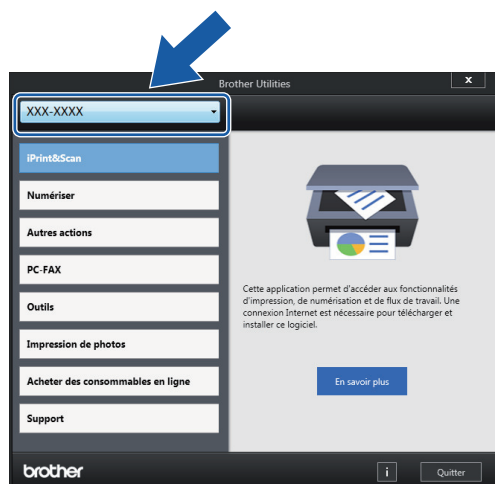 Brother Utilities
x
XXX-XXXX
iPrint&Scan
Numériser
Autres actions
PC-FAX
Outils
Impression de photos
Acheter des consommables en ligne
Support
Cette application permet d'accéder aux fonctionnalités
d'impression, de numérisation et de flux de travail. Une
connexion Internet est nécessaire pour télécharger et
installer ce logiciel.
En savoir plus
brother
i
Quitter